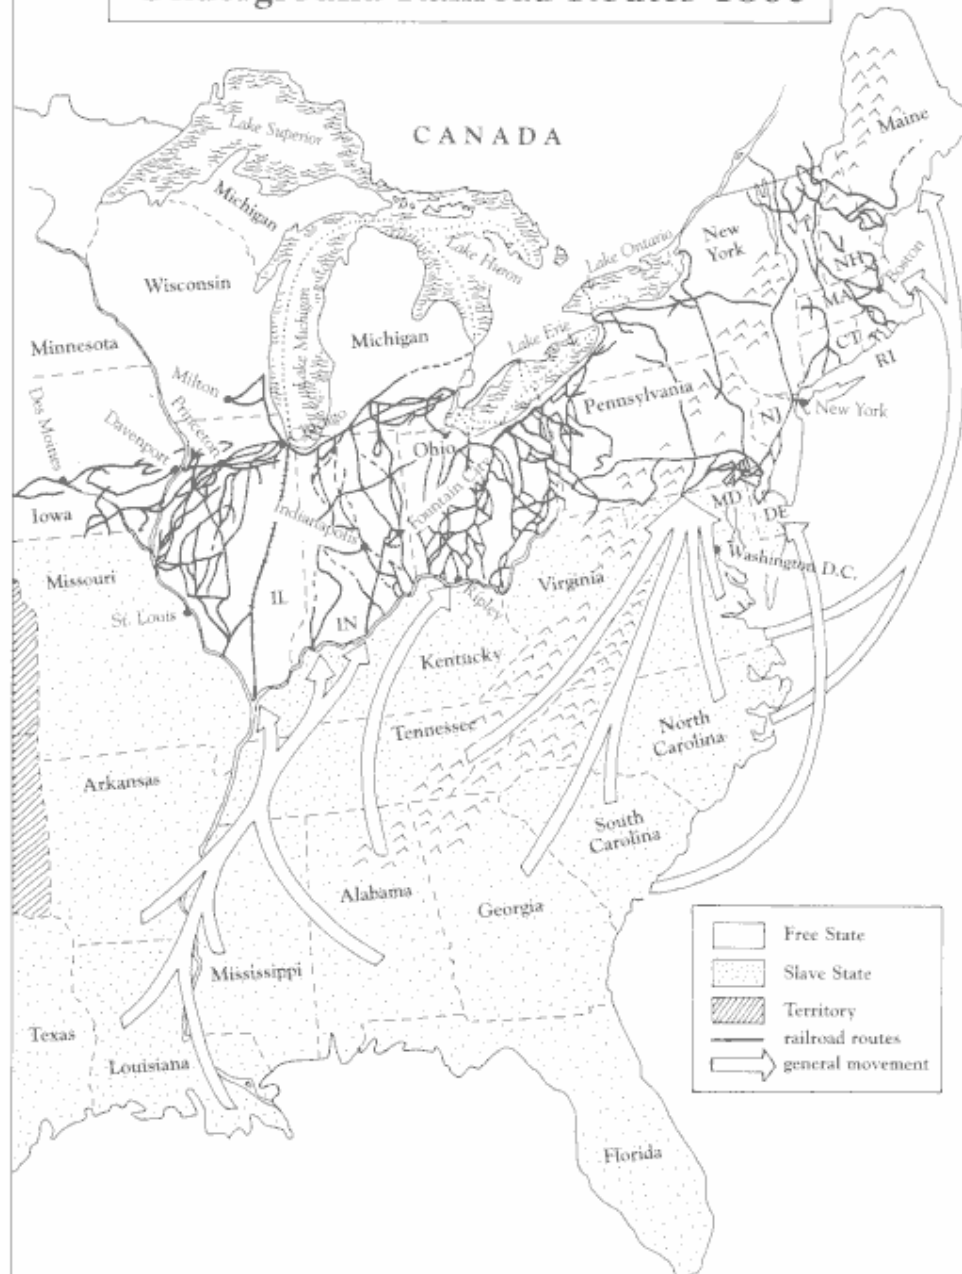 CANADA
Lake Superior
Maine
Michigan
Lake Huron
Lake Ontario
New
York
VT
NH
Boston
Wisconsin
Lake Michigan
MA
Michigan
Lake Erie
CT
RI
Minnesota
Milton
Pennsylvania
New York
NJ
Des Moines
Davenport
Princeton
Ohio
Iowa
Indianapolis
MD
DE
Missouri
Washington D.C.
Virginia
St. Louis
IL
IN
Ripley
Kentucky
Tennessee
North
Carolina
Arkansas
South
Carolina
Alabama
Georgia
Free State
Slave State
Mississippi
Territory
Texas
railroad routes
Louisiana
general movement
Florida